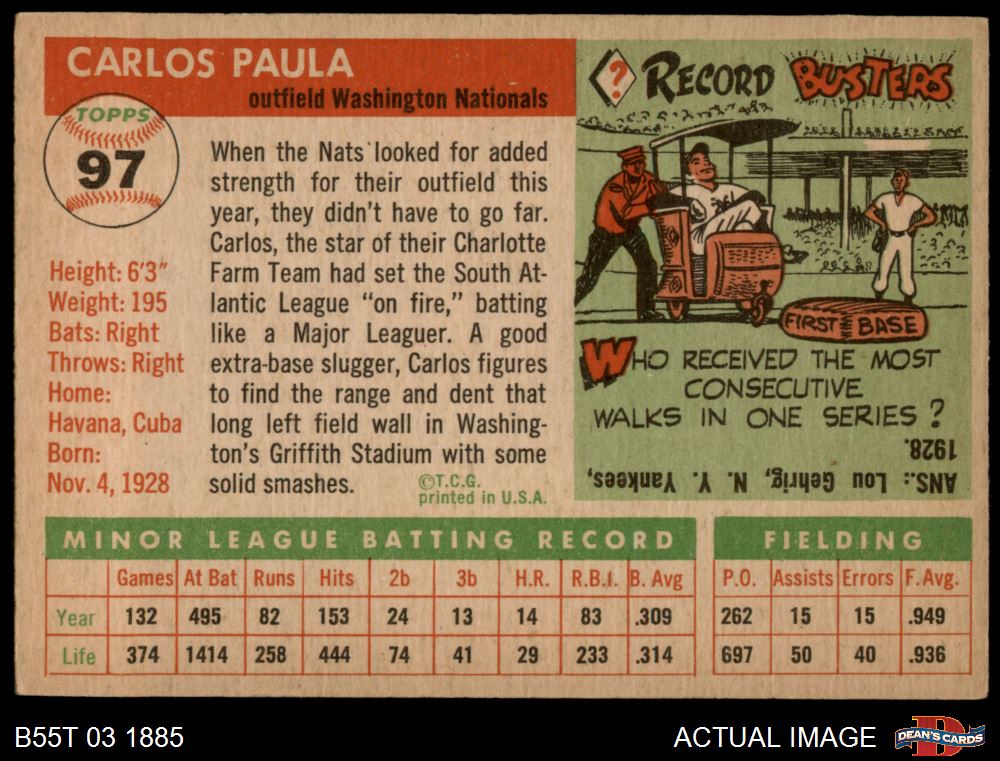 CARLOS PAULA
outfield Washington Nationals
TOPPS
97
Height: 6'3"
Weight: 195
Bats: Right
Throws: Right
Home:
Havana, Cuba
Born:
Nov. 4, 1928
When the Nats looked for added
strength for their outfield this
year, they didn't have to go far.
Carlos, the star of their Charlotte
Farm Team had set the South At-
lantic League "on fire," batting
like a Major Leaguer. A good
extra-base slugger, Carlos figures
to find the range and dent that
long left field wall in Washing-
ton's Griffith Stadium with some
solid smashes.
©T.C.G.
printed in U.S.A.
? RECORD BUSTERS
FIRST BASE
WHO RECEIVED THE MOST
CONSECUTIVE
WALKS IN ONE SERIES?
ANS.: Lou Gehrig, N. Y. Yankees,
1928.
MINOR LEAGUE BATTING RECORD
Games At Bat Runs Hits 2b 3b H.R. R.B.I. B. Avg
Year 132 495 82 153 24 13 14 83 .309
Life 374 1414 258 444 74 41 29 233 .314
FIELDING
P.O. Assists Errors F. Avg.
262 15 15 .949
697 50 40 .936
B55T 03 1885
ACTUAL IMAGE
D
DEAN'S CARDS